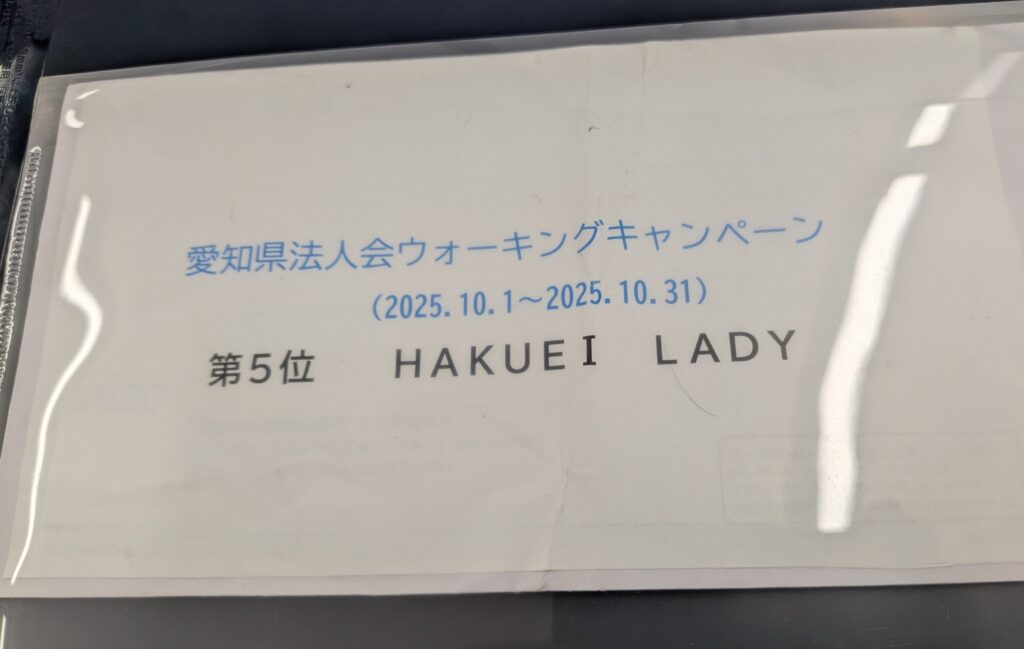 愛知県法人会ウォーキングキャンペーン
（2025.10.1～2025.10.31）
第５位　　ＨＡＫＵＥＩ　ＬＡＤＹ